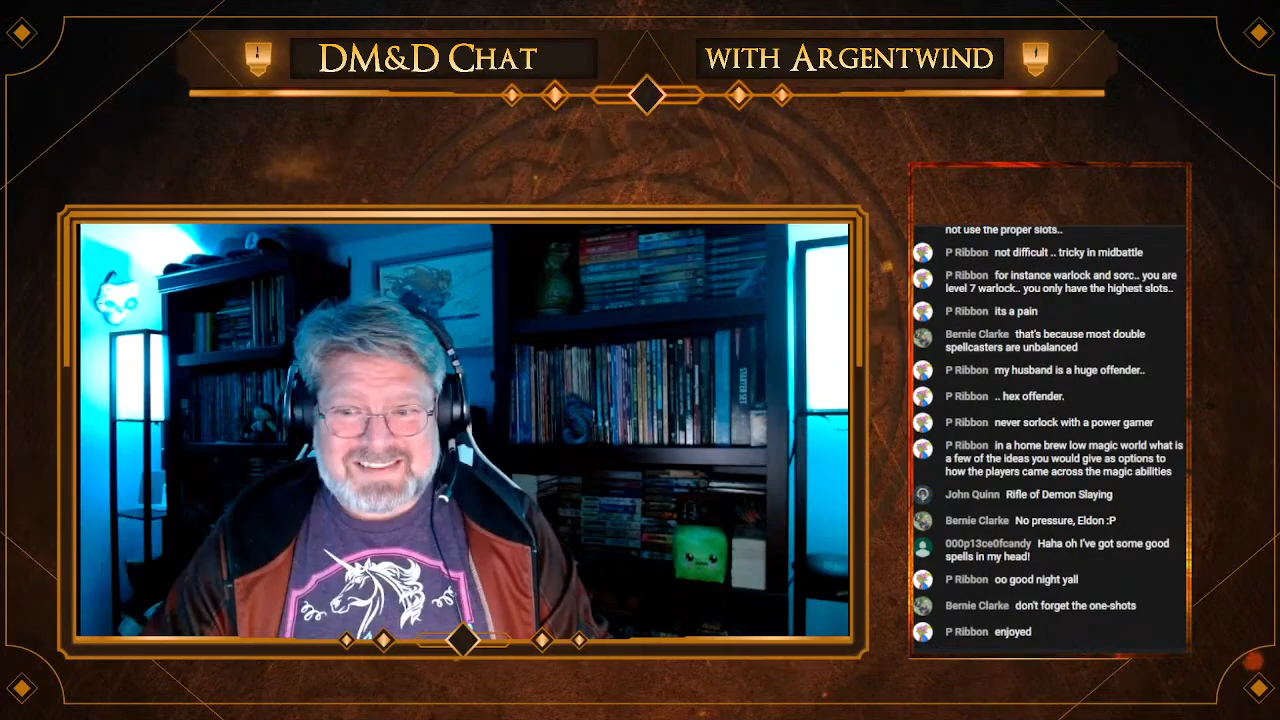 DM&D CHAT
WITH ARGENTWIND
not use the proper slots..
P Ribbon not difficult .. tricky in midbattle
P Ribbon for instance warlock and sorc.. you are
level 7 warlock.. you only have the highest slots..
P Ribbon its a pain
Bernie Clarke that's because most double
spellcasters are unbalanced
P Ribbon my husband is a huge offender..
P Ribbon .. hex offender.
P Ribbon never sorlock with a power gamer
P Ribbon in a home brew low magic world what is
a few of the ideas you would give as options to
how the players came across the magic abilities
John Quinn Rifle of Demon Slaying
Bernie Clarke No pressure, Eldon :P
000p13ce0fcandy Haha oh I've got some good
spells in my head!
P Ribbon oo good night yall
Bernie Clarke don't forget the one-shots
P Ribbon enjoyed